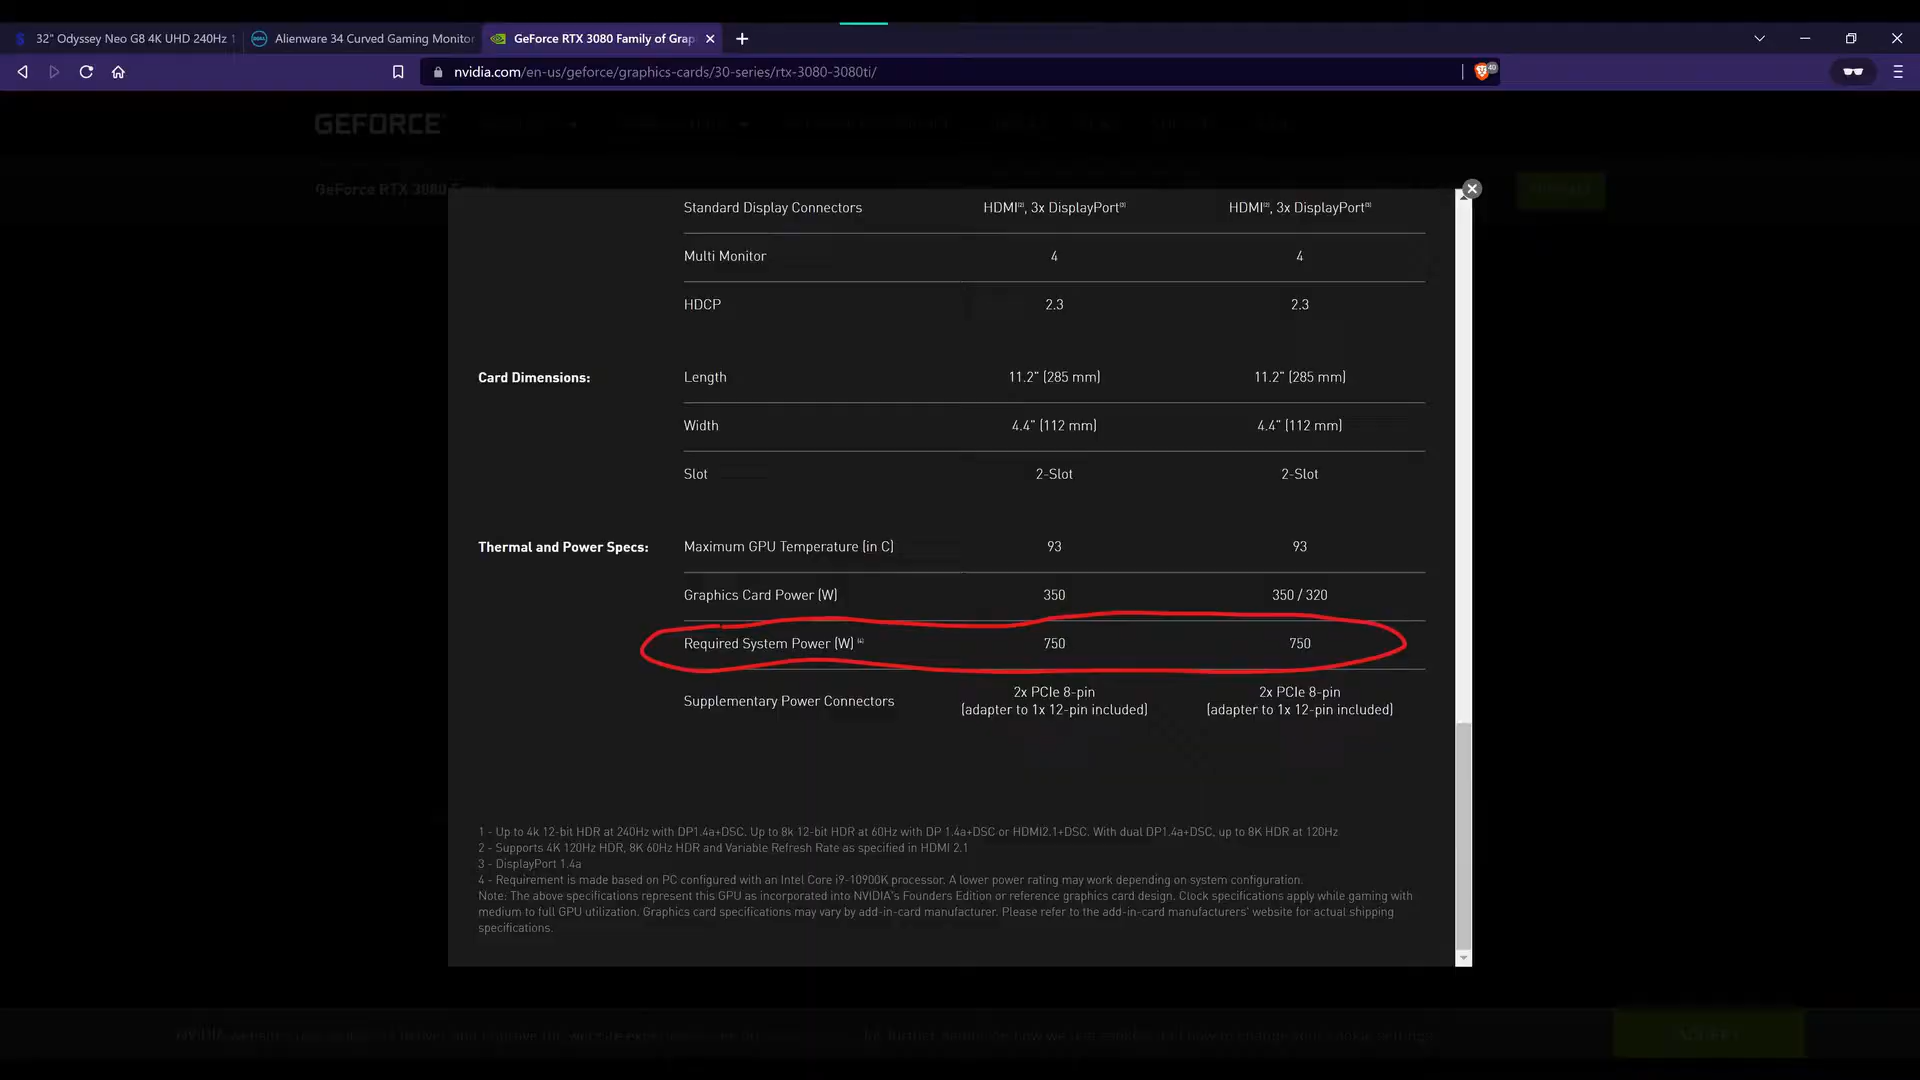 32" Odyssey Neo G8 4K UHD 240Hz 1
Alienware 34 Curved Gaming Monitor
GeForce RTX 3080 Family of Grap
nvidia.com/en-us/geforce/graphics-cards/30-series/rtx-3080-3080ti/
40
GEFORCE
GeForce RTX 3080 Family
Standard Display Connectors HDMI(2), 3x DisplayPort(3) HDMI(2), 3x DisplayPort(3)
Multi Monitor 4 4
HDCP 2.3 2.3
Card Dimensions: Length 11.2" (285 mm) 11.2" (285 mm)
Width 4.4" (112 mm) 4.4" (112 mm)
Slot 2-Slot 2-Slot
Thermal and Power Specs: Maximum GPU Temperature (in C) 93 93
Graphics Card Power (W) 350 350 / 320
Required System Power (W) (4) 750 750
Supplementary Power Connectors 2x PCIe 8-pin 2x PCIe 8-pin
(adapter to 1x 12-pin included) (adapter to 1x 12-pin included)
1 - Up to 4k 12-bit HDR at 240Hz with DP1.4a+DSC. Up to 8k 12-bit HDR at 60Hz with DP 1.4a+DSC or HDMI2.1+DSC. With dual DP1.4a+DSC, up to 8K HDR at 120Hz
2 - Supports 4K 120Hz HDR, 8K 60Hz HDR and Variable Refresh Rate as specified in HDMI 2.1
3 - DisplayPort 1.4a
4 - Requirement is made based on PC configured with an Intel Core i9-10900K processor. A lower power rating may work depending on system configuration.
Note: The above specifications represent this GPU as incorporated into NVIDIA's Founders Edition or reference graphics card design. Clock specifications apply while gaming with
medium to full GPU utilization. Graphics card specifications may vary by add-in-card manufacturer. Please refer to the add-in-card manufacturers' website for actual shipping
specifications.